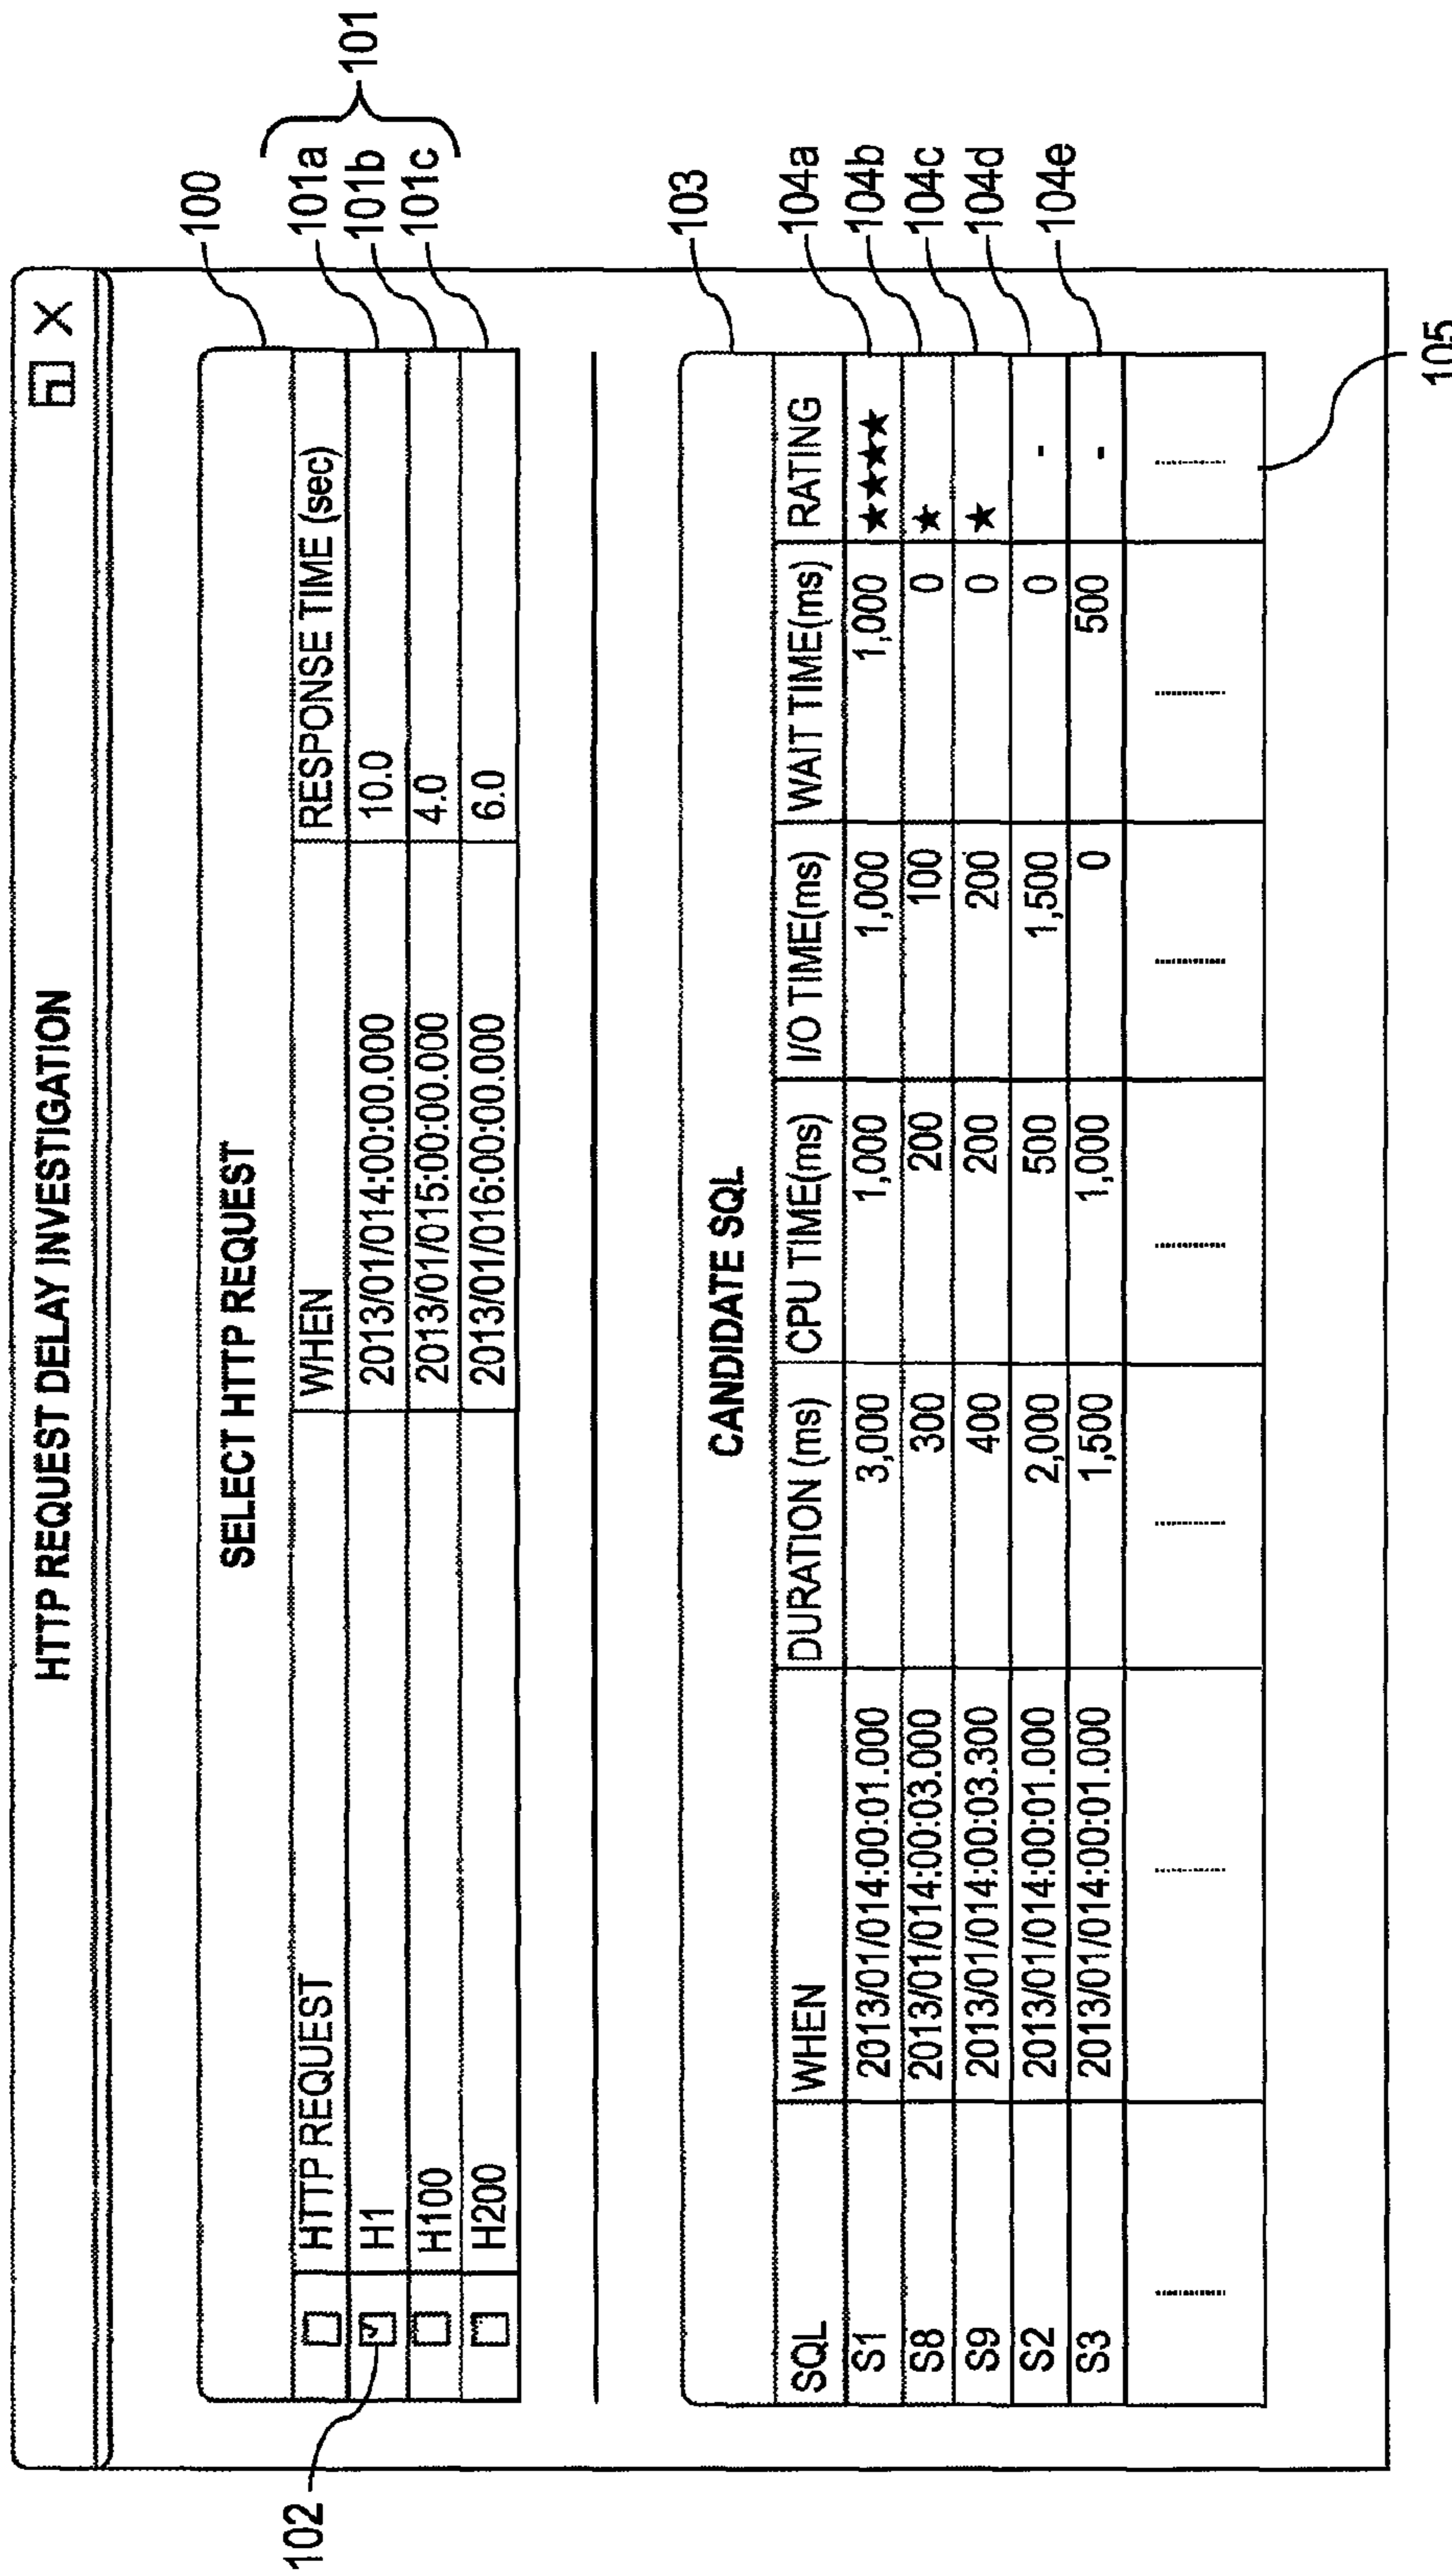 HTTP REQUEST DELAY INVESTIGATION
X
SELECT HTTP REQUEST
100
HTTP REQUEST WHEN RESPONSE TIME (sec)
H1 2013/01/014:00:00.000 10.0 101a
H100 2013/01/015:00:00.000 4.0 101b
H200 2013/01/016:00:00.000 6.0 101c
101
102
CANDIDATE SQL
103
SQL WHEN DURATION (ms) CPU TIME(ms) I/O TIME(ms) WAIT TIME(ms) RATING
S1 2013/01/014:00:01.000 3,000 1,000 1,000 1,000 ★★★★ 104a
S8 2013/01/014:00:03.000 300 200 100 0 ★ 104b
S9 2013/01/014:00:03.300 400 200 200 0 ★ 104c
S2 2013/01/014:00:01.000 2,000 500 1,500 0 - 104d
S3 2013/01/014:00:01.000 1,500 1,000 0 500 - 104e
105